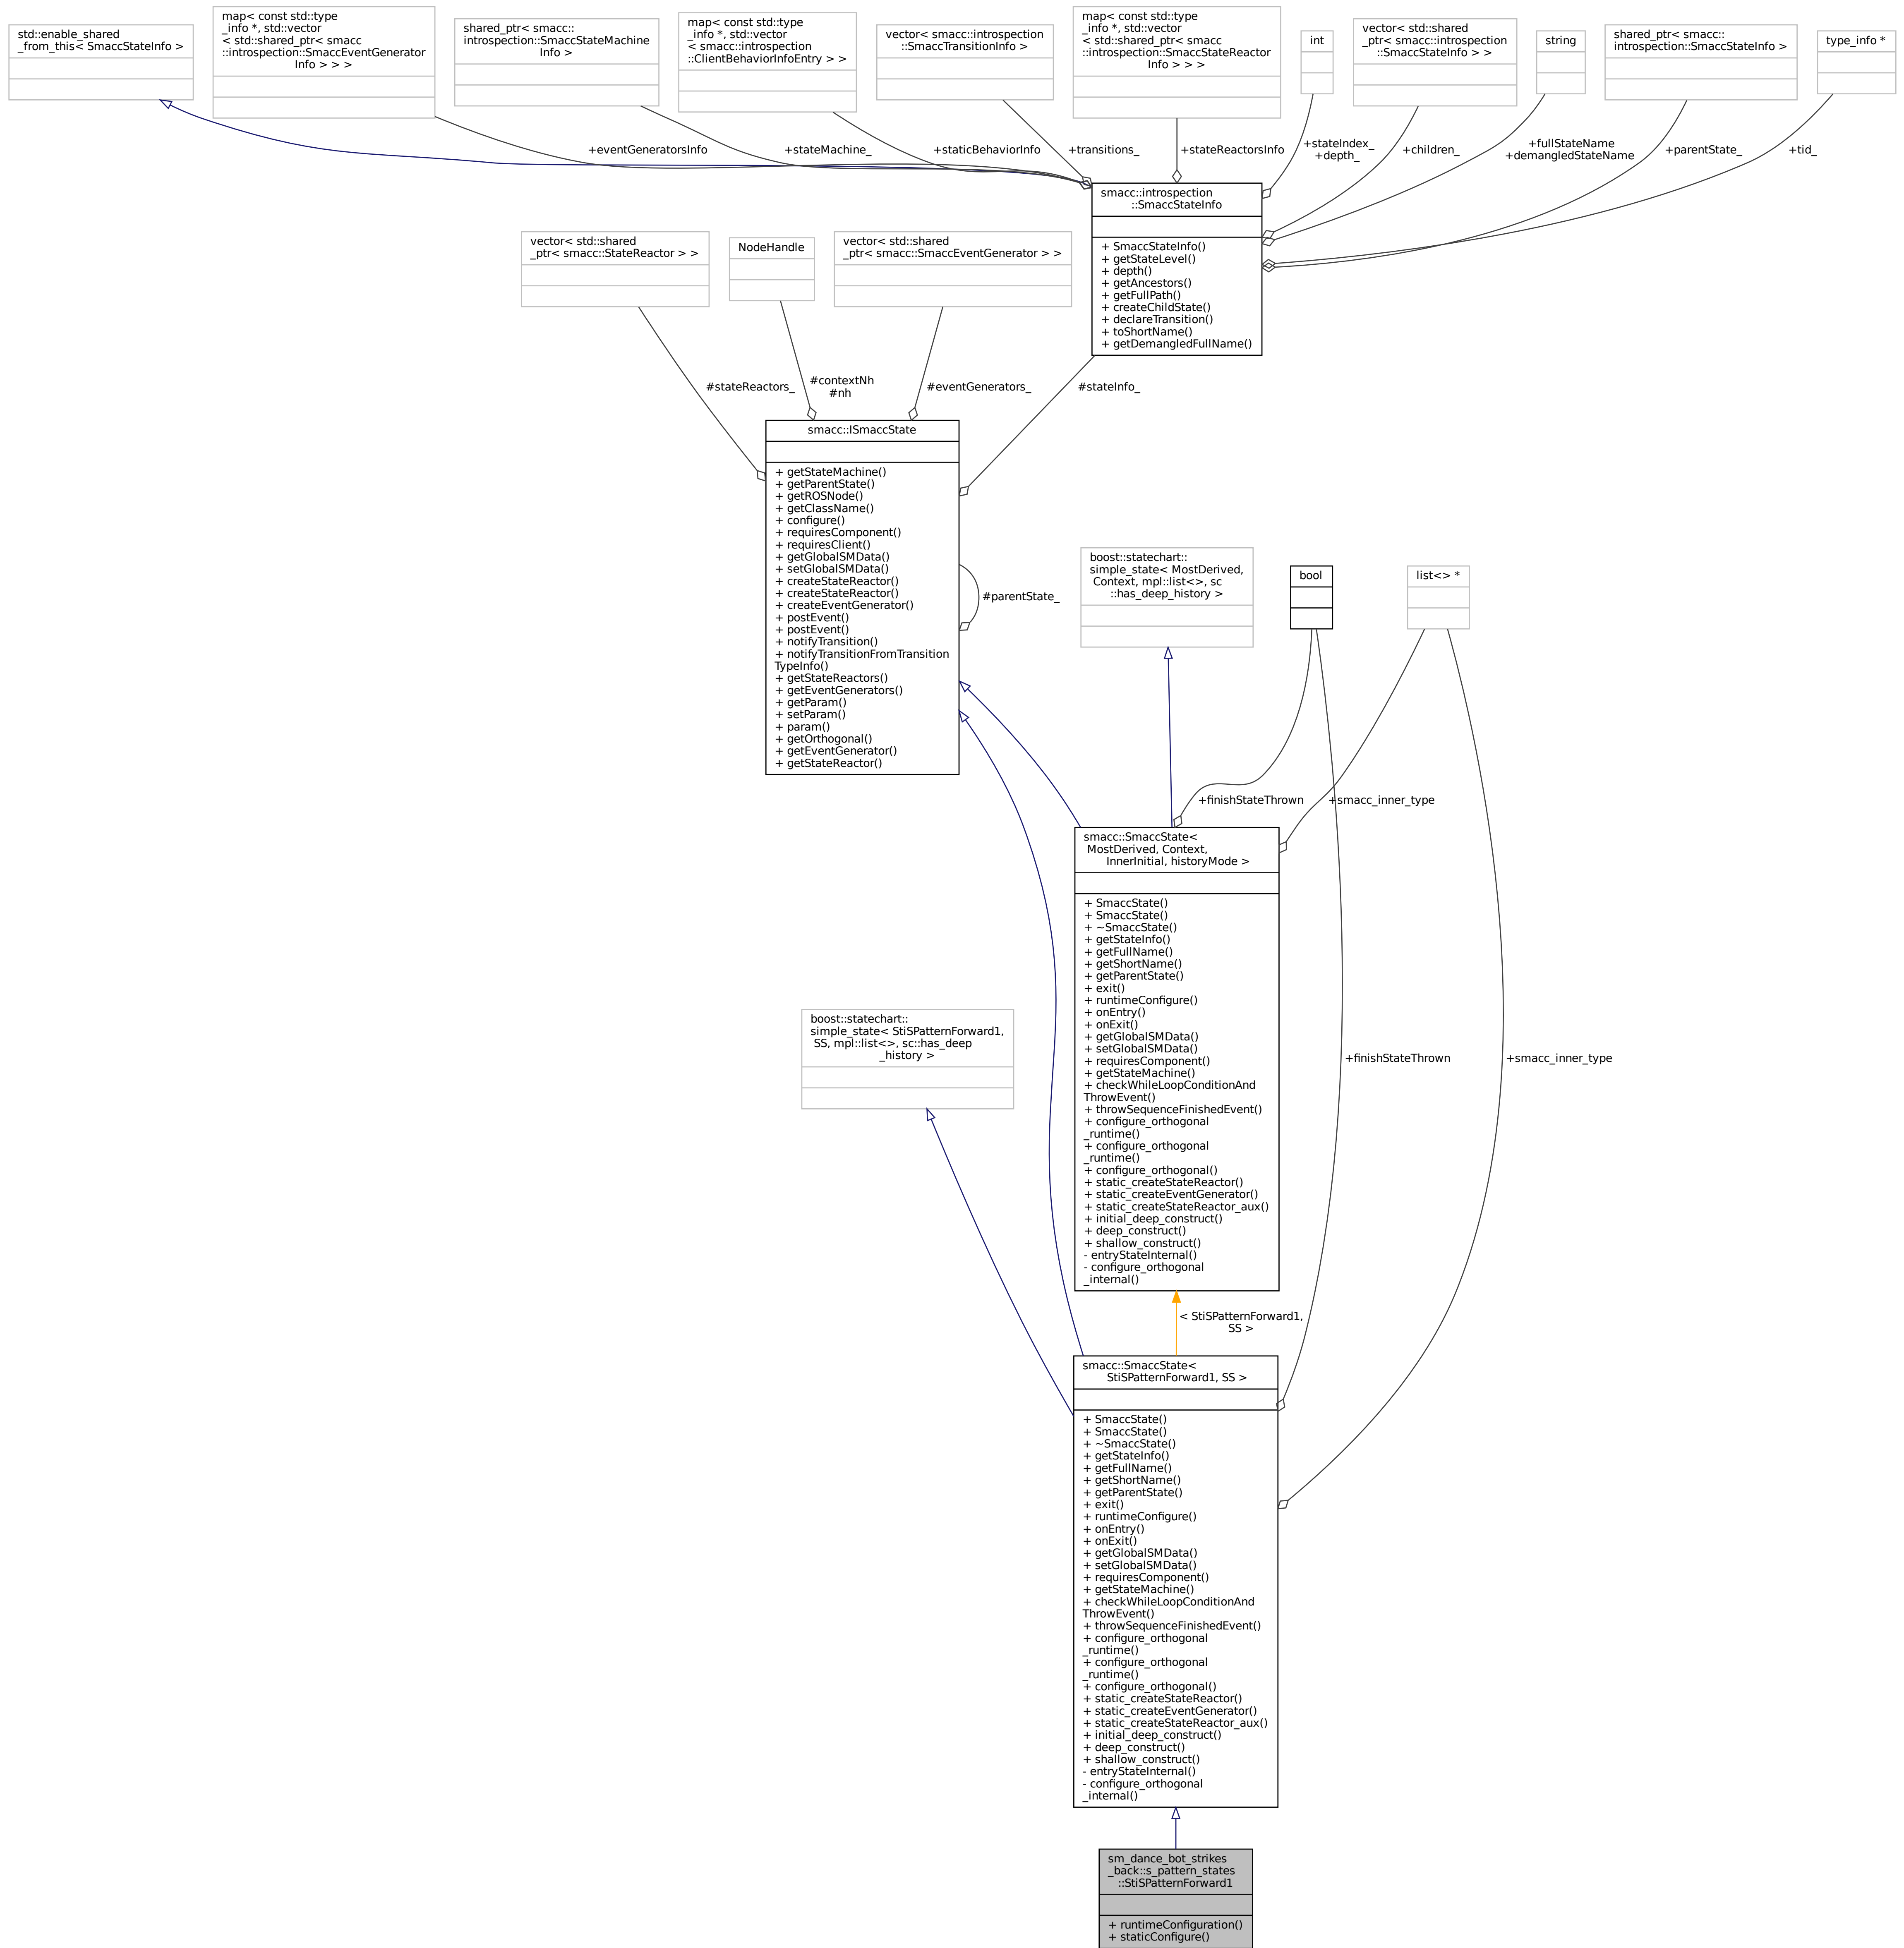 std::enable_shared
_from_this< SmaccStateInfo >
map< const std::type
_info *, std::vector
< std::shared_ptr< smacc
::introspection::SmaccEventGenerator
Info > > >
shared_ptr< smacc::
introspection::SmaccStateMachine
Info >
map< const std::type
_info *, std::vector
< smacc::introspection
::ClientBehaviorInfoEntry > >
vector< smacc::introspection
::SmaccTransitionInfo >
map< const std::type
_info *, std::vector
< std::shared_ptr< smacc
::introspection::SmaccStateReactor
Info > > >
int
vector< std::shared
_ptr< smacc::introspection
::SmaccStateInfo > >
string
shared_ptr< smacc::
introspection::SmaccStateInfo >
type_info *
+eventGeneratorsInfo
+stateMachine_
+staticBehaviorInfo
+transitions_
+stateReactorsInfo
+stateIndex_
+depth_
+children_
+fullStateName
+demangledStateName
+parentState_
+tid_
smacc::introspection
::SmaccStateInfo
+ SmaccStateInfo()
+ getStateLevel()
+ depth()
+ getAncestors()
+ getFullPath()
+ createChildState()
+ declareTransition()
+ toShortName()
+ getDemangledFullName()
vector< std::shared
_ptr< smacc::StateReactor > >
NodeHandle
vector< std::shared
_ptr< smacc::SmaccEventGenerator > >
#stateReactors_
#contextNh
#nh
#eventGenerators_
#stateInfo_
smacc::ISmaccState
+ getStateMachine()
+ getParentState()
+ getROSNode()
+ getClassName()
+ configure()
+ requiresComponent()
+ requiresClient()
+ getGlobalSMData()
+ setGlobalSMData()
+ createStateReactor()
+ createStateReactor()
+ createEventGenerator()
+ postEvent()
+ postEvent()
+ notifyTransition()
+ notifyTransitionFromTransition
TypeInfo()
+ getStateReactors()
+ getEventGenerators()
+ getParam()
+ setParam()
+ param()
+ getOrthogonal()
+ getEventGenerator()
+ getStateReactor()
#parentState_
boost::statechart::
simple_state< MostDerived,
Context, mpl::list<>, sc
::has_deep_history >
bool
list<> *
+finishStateThrown
+smacc_inner_type
smacc::SmaccState<
MostDerived, Context,
InnerInitial, historyMode >
+ SmaccState()
+ SmaccState()
+ ~SmaccState()
+ getStateInfo()
+ getFullName()
+ getShortName()
+ getParentState()
+ exit()
+ runtimeConfigure()
+ onEntry()
+ onExit()
+ getGlobalSMData()
+ setGlobalSMData()
+ requiresComponent()
+ getStateMachine()
+ checkWhileLoopConditionAnd
ThrowEvent()
+ throwSequenceFinishedEvent()
+ configure_orthogonal
_runtime()
+ configure_orthogonal
_runtime()
+ configure_orthogonal()
+ static_createStateReactor()
+ static_createEventGenerator()
+ static_createStateReactor_aux()
+ initial_deep_construct()
+ deep_construct()
+ shallow_construct()
- entryStateInternal()
- configure_orthogonal
_internal()
boost::statechart::
simple_state< StiSPatternForward1,
SS, mpl::list<>, sc::has_deep
_history >
+finishStateThrown
+smacc_inner_type
< StiSPatternForward1,
SS >
smacc::SmaccState<
StiSPatternForward1, SS >
+ SmaccState()
+ SmaccState()
+ ~SmaccState()
+ getStateInfo()
+ getFullName()
+ getShortName()
+ getParentState()
+ exit()
+ runtimeConfigure()
+ onEntry()
+ onExit()
+ getGlobalSMData()
+ setGlobalSMData()
+ requiresComponent()
+ getStateMachine()
+ checkWhileLoopConditionAnd
ThrowEvent()
+ throwSequenceFinishedEvent()
+ configure_orthogonal
_runtime()
+ configure_orthogonal
_runtime()
+ configure_orthogonal()
+ static_createStateReactor()
+ static_createEventGenerator()
+ static_createStateReactor_aux()
+ initial_deep_construct()
+ deep_construct()
+ shallow_construct()
- entryStateInternal()
- configure_orthogonal
_internal()
sm_dance_bot_strikes
_back::s_pattern_states
::StiSPatternForward1
+ runtimeConfiguration()
+ staticConfigure()